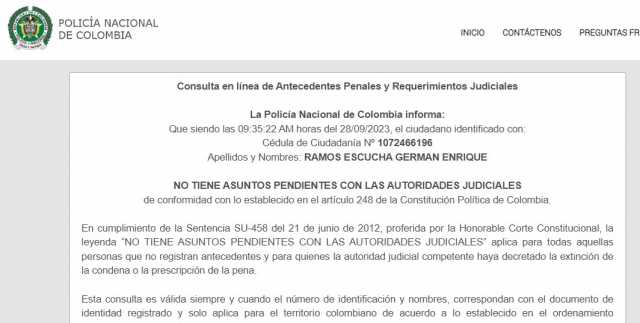 POLICÍA NACIONAL
DE COLOMBIA
INICIO CONTÁCTENOS PREGUNTAS FR
Consulta en línea de Antecedentes Penales y Requerimientos Judiciales
La Policía Nacional de Colombia informa:
Que siendo las 09:35:22 AM horas del 28/09/2023, el ciudadano identificado con:
Cédula de Ciudadanía Nº 1072466196
Apellidos y Nombres: RAMOS ESCUCHA GERMAN ENRIQUE
NO TIENE ASUNTOS PENDIENTES CON LAS AUTORIDADES JUDICIALES
de conformidad con lo establecido en el artículo 248 de la Constitución Política de Colombia.
En cumplimiento de la Sentencia SU-458 del 21 de junio de 2012, proferida por la Honorable Corte Constitucional, la
leyenda “NO TIENE ASUNTOS PENDIENTES CON LAS AUTORIDADES JUDICIALES” aplica para todas aquellas
personas que no registran antecedentes y para quienes la autoridad judicial competente haya decretado la extinción de
la condena o la prescripción de la pena.
Esta consulta es válida siempre y cuando el número de identificación y nombres, correspondan con el documento de
identidad registrado y solo aplica para el territorio colombiano de acuerdo a lo establecido en el ordenamiento